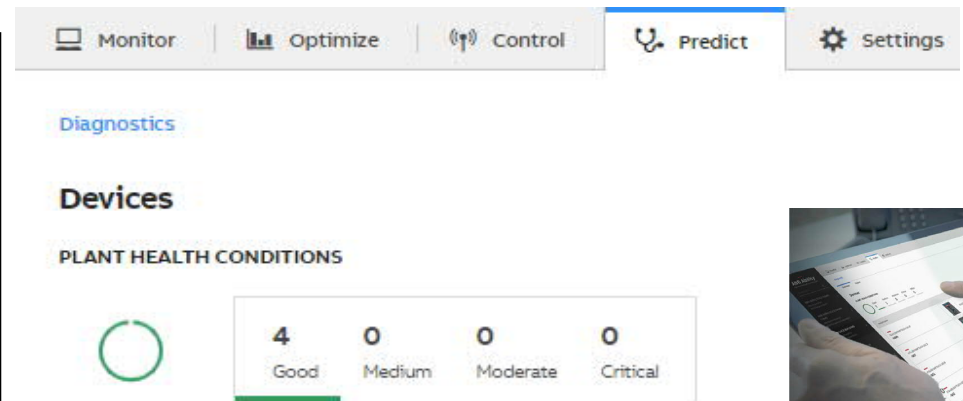 Monitor Optimize Control Predict Settings
Diagnostics
Devices
PLANT HEALTH CONDITIONS
4 0 0 0
Good Medium Moderate Critical